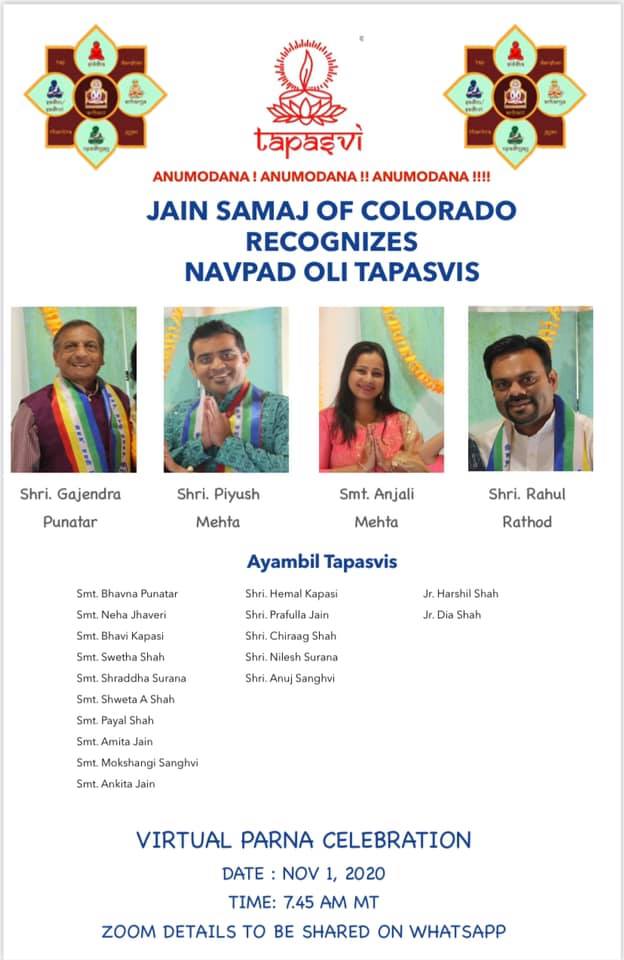 siddha
tap
darshan
sadhu/
sadhvi
arihant
acharya
charitra
upadhyay
gyan
tapasvi
siddha
tap
darshan
sadhu/
sadhvi
arihant
acharya
charitra
upadhyay
gyan
ANUMODANA ! ANUMODANA !! ANUMODANA !!!!
JAIN SAMAJ OF COLORADO
RECOGNIZES
NAVPAD OLI TAPASVIS
Shri. Gajendra
Punatar
Shri. Piyush
Mehta
Smt. Anjali
Mehta
Shri. Rahul
Rathod
Ayambil Tapasvis
Smt. Bhavna Punatar
Smt. Neha Jhaveri
Smt. Bhavi Kapasi
Smt. Swetha Shah
Smt. Shraddha Surana
Smt. Shweta A Shah
Smt. Payal Shah
Smt. Amita Jain
Smt. Mokshangi Sanghvi
Smt. Ankita Jain
Shri. Hemal Kapasi
Shri. Prafulla Jain
Shri. Chiraag Shah
Shri. Nilesh Surana
Shri. Anuj Sanghvi
Jr. Harshil Shah
Jr. Dia Shah
VIRTUAL PARNA CELEBRATION
DATE : NOV 1, 2020
TIME: 7.45 AM MT
ZOOM DETAILS TO BE SHARED ON WHATSAPP